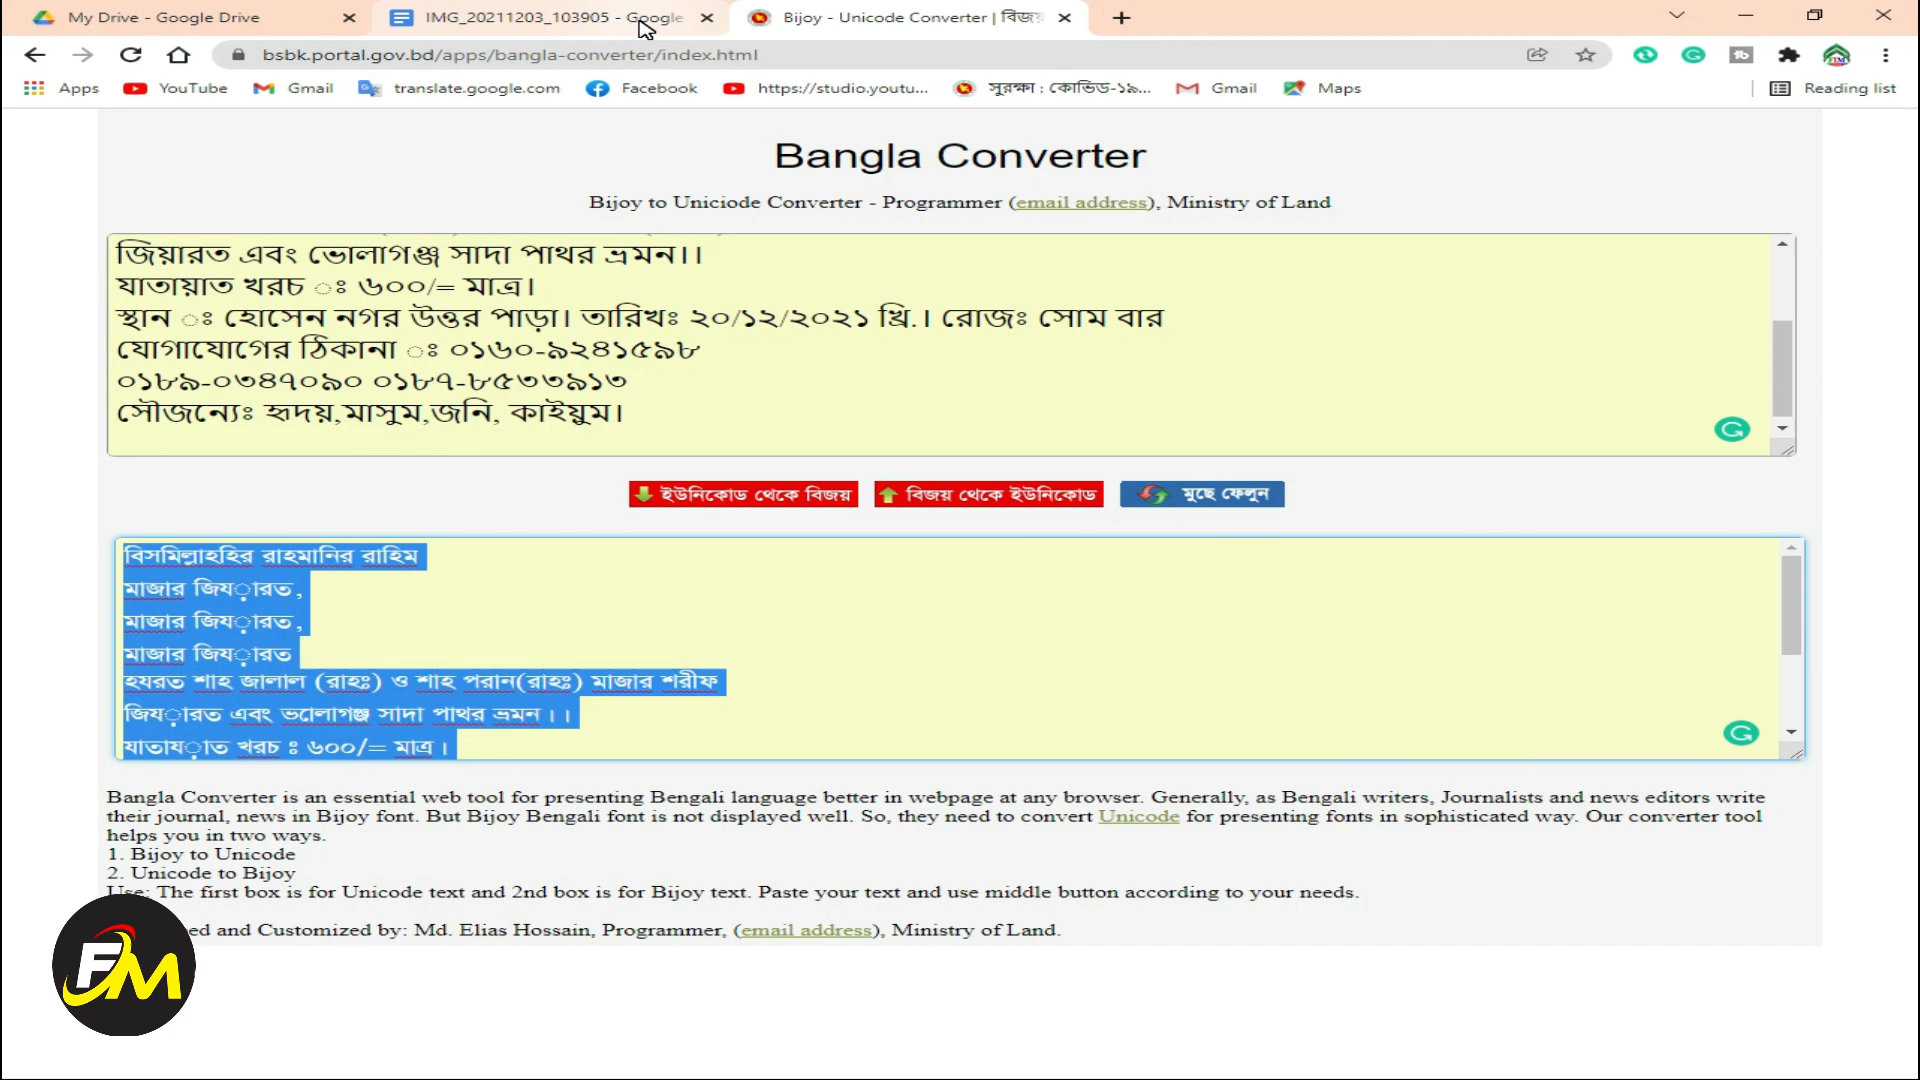 My Drive - Google Drive
IMG_20211203_103905 - Google
Bijoy - Unicode Converter | বিজয়
bsbk.portal.gov.bd/apps/bangla-converter/index.html
Apps YouTube Gmail translate.google.com Facebook https://studio.youtu... সুরক্ষা : কোভিড-১৯... Gmail Maps Reading list
Bangla Converter
Bijoy to Uniciode Converter - Programmer (email address), Ministry of Land
জিয়ারত এবং ভোলাগঞ্জ সাদা পাথর ভ্রমন।।
যাতায়াত খরচ ঃ ৬০০/= মাত্র।
স্থান ঃ হোসেন নগর উত্তর পাড়া। তারিখঃ ২০/১২/২০২১ খ্রি.। রোজঃ সোম বার
যোগাযোগের ঠিকানা ঃ ০১৬০-৯২৪১৫৯৮
০১৮৯-০৩৪৭০৯০ ০১৮৭-৮৫৩৩৯১৩
সৌজন্যেঃ হৃদয়,মাসুম,জনি, কাইয়ুম।
ইউনিকোড থেকে বিজয় বিজয় থেকে ইউনিকোড মুছে ফেলুন
বিসমিল্লাহহির রাহমানির রাহিম
মাজার জিয়ারত,
মাজার জিয়ারত,
মাজার জিয়ারত
হযরত শাহ জালাল (রাহঃ) ও শাহ পরান(রাহঃ) মাজার শরীফ
জিয়ারত এবং ভোলাগঞ্জ সাদা পাথর ভ্রমন।।
যাতায়াত খরচ ঃ ৬০০/= মাত্র।
Bangla Converter is an essential web tool for presenting Bengali language better in webpage at any browser. Generally, as Bengali writers, Journalists and news editors write
their journal, news in Bijoy font. But Bijoy Bengali font is not displayed well. So, they need to convert Unicode for presenting fonts in sophisticated way. Our converter tool
helps you in two ways.
1. Bijoy to Unicode
2. Unicode to Bijoy
Use: The first box is for Unicode text and 2nd box is for Bijoy text. Paste your text and use middle button according to your needs.
ed and Customized by: Md. Elias Hossain, Programmer, (email address), Ministry of Land.
FM